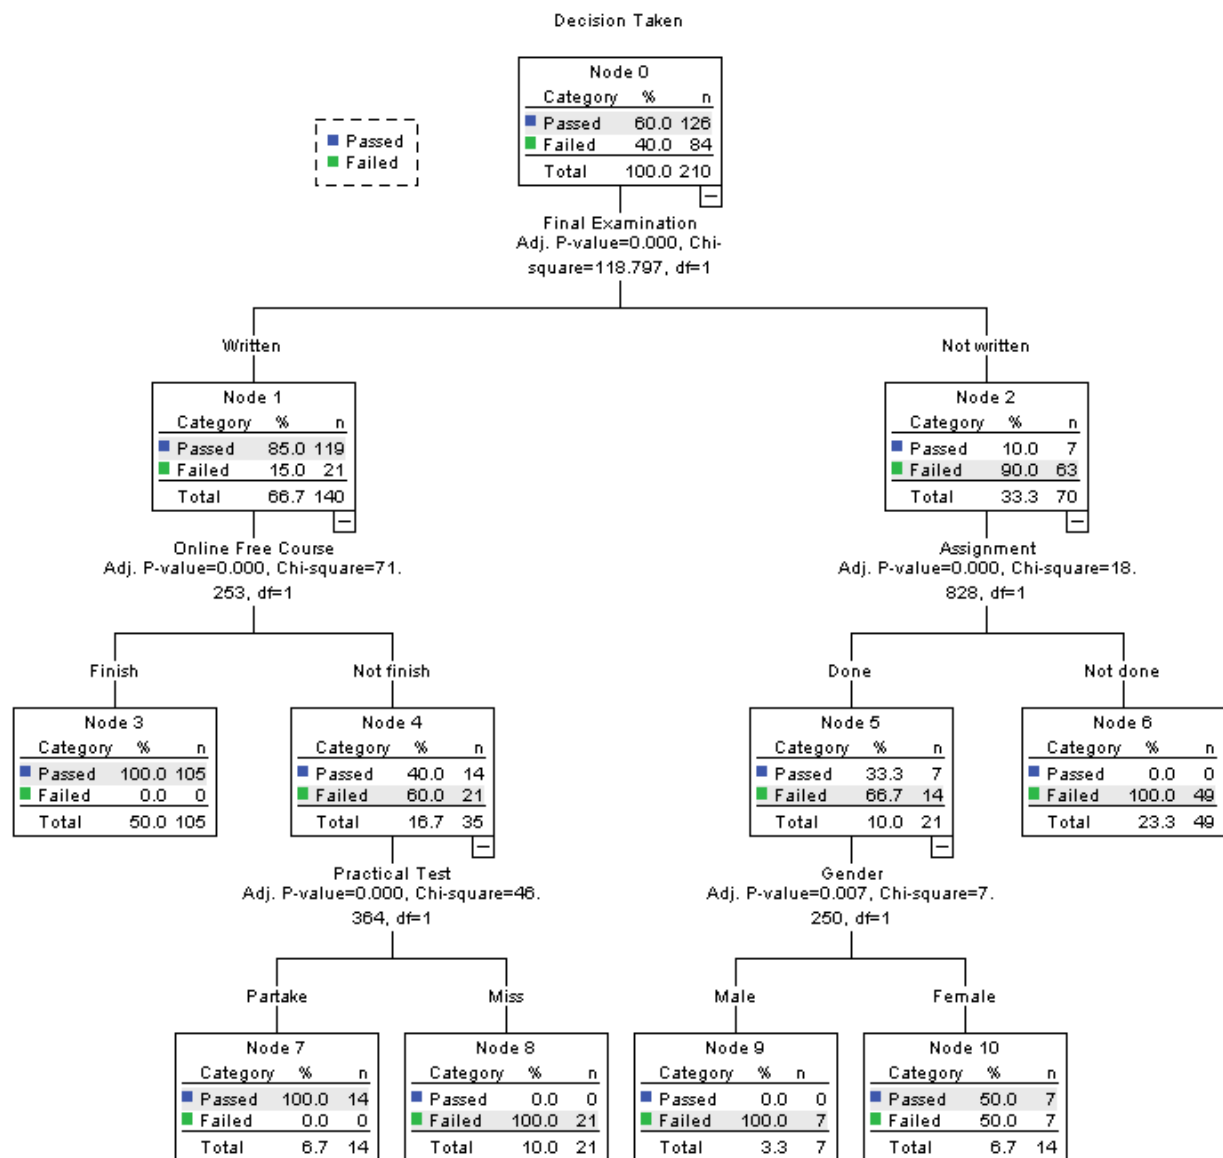 Decision Taken
Node 0
Category % n
Passed 60.0 126
Failed 40.0 84
Total 100.0 210
Passed
Failed
Final Examination
Adj. P-value=0.000, Chi-
square=118.797, df=1
Written
Not written
Node 1
Category % n
Passed 85.0 119
Failed 15.0 21
Total 66.7 140
Node 2
Category % n
Passed 10.0 7
Failed 90.0 63
Total 33.3 70
Online Free Course
Adj. P-value=0.000, Chi-square=71.
253, df=1
Assignment
Adj. P-value=0.000, Chi-square=18.
828, df=1
Finish
Not finish
Done
Not done
Node 3
Category % n
Passed 100.0 105
Failed 0.0 0
Total 50.0 105
Node 4
Category % n
Passed 40.0 14
Failed 60.0 21
Total 16.7 35
Node 5
Category % n
Passed 33.3 7
Failed 66.7 14
Total 10.0 21
Node 6
Category % n
Passed 0.0 0
Failed 100.0 49
Total 23.3 49
Practical Test
Adj. P-value=0.000, Chi-square=46.
364, df=1
Gender
Adj. P-value=0.007, Chi-square=7.
250, df=1
Partake
Miss
Male
Female
Node 7
Category % n
Passed 100.0 14
Failed 0.0 0
Total 6.7 14
Node 8
Category % n
Passed 0.0 0
Failed 100.0 21
Total 10.0 21
Node 9
Category % n
Passed 0.0 0
Failed 100.0 7
Total 3.3 7
Node 10
Category % n
Passed 50.0 7
Failed 50.0 7
Total 6.7 14